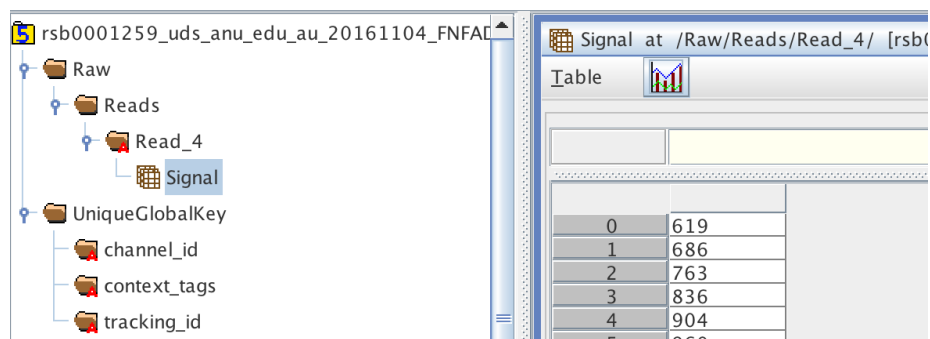 rsb0001259_uds_anu_edu_au_20161104_FNFAD
Raw
Reads
Read_4
Signal
UniqueGlobalKey
channel_id
context_tags
tracking_id
Signal at /Raw/Reads/Read_4/ [rsb0
Table
0 619
1 686
2 763
3 836
4 904